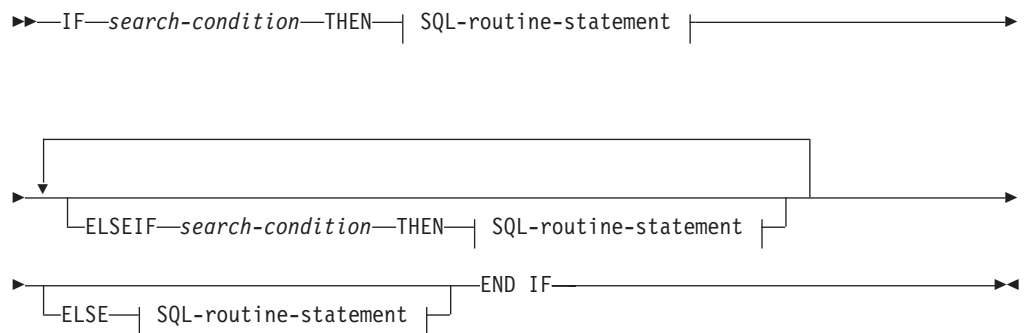 IF search-condition THEN SQL-routine-statement
ELSEIF search-condition THEN SQL-routine-statement
END IF
ELSE SQL-routine-statement